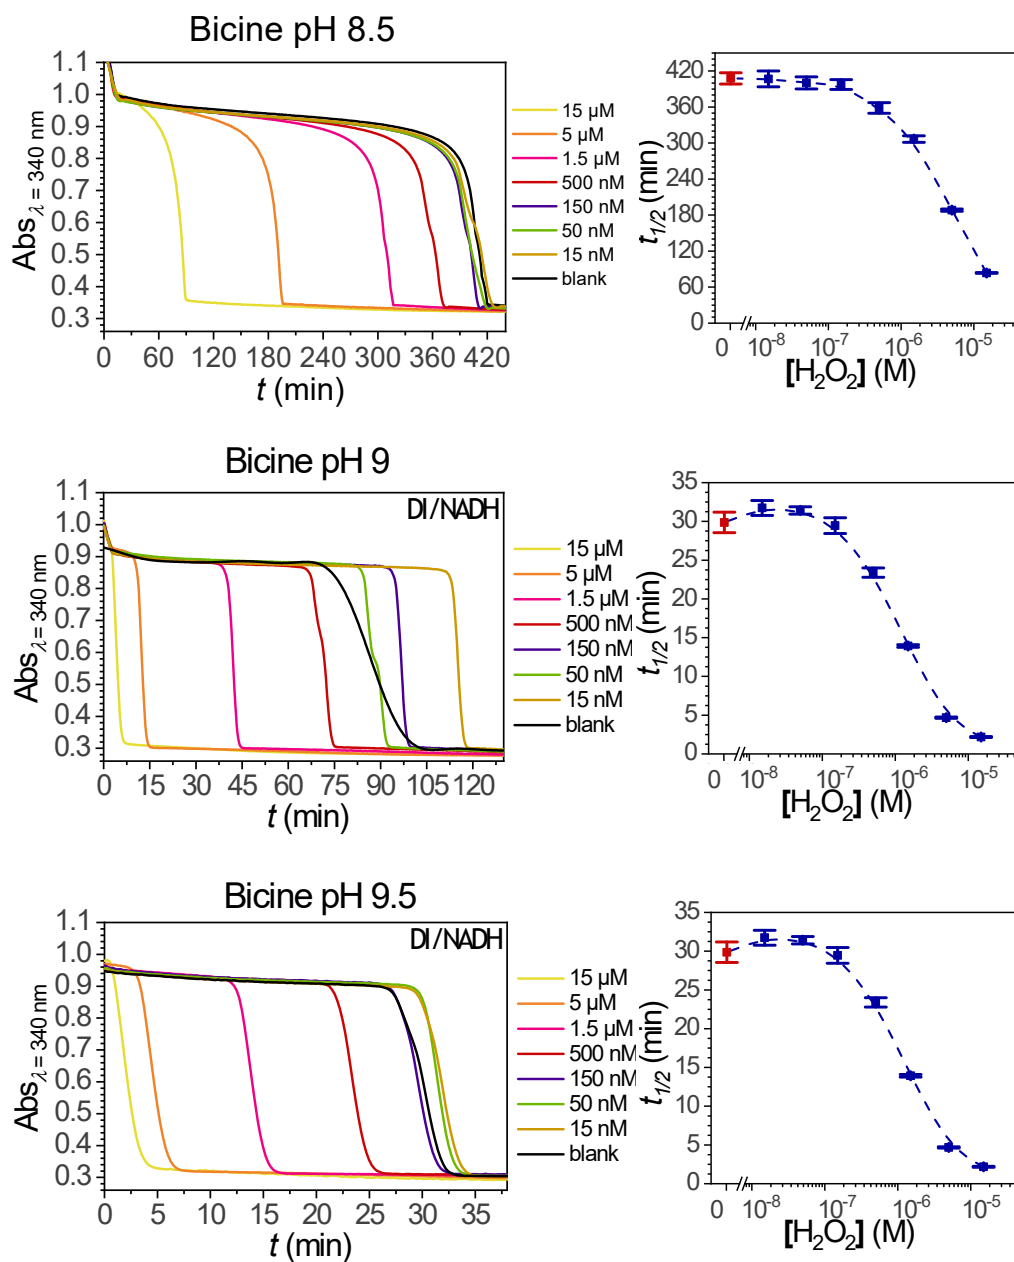 Bicine pH 8.5
1.1
1.0
0.9
0.8
0.7
0.6
0.5
0.4
0.3
Abs λ = 340 nm
0 60 120 180 240 300 360 420
t (min)
15 µM
5 µM
1.5 µM
500 nM
150 nM
50 nM
15 nM
blank
420
360
300
240
180
120
60
0
t1/2 (min)
0 10⁻⁸ 10⁻⁷ 10⁻⁶ 10⁻⁵
[H₂O₂] (M)
Bicine pH 9
DI/NADH
1.1
1.0
0.9
0.8
0.7
0.6
0.5
0.4
0.3
Abs λ = 340 nm
0 15 30 45 60 75 90 105 120
t (min)
15 µM
5 µM
1.5 µM
500 nM
150 nM
50 nM
15 nM
blank
35
30
25
20
15
10
5
0
t1/2 (min)
0 10⁻⁸ 10⁻⁷ 10⁻⁶ 10⁻⁵
[H₂O₂] (M)
Bicine pH 9.5
DI/NADH
1.1
1.0
0.9
0.8
0.7
0.6
0.5
0.4
0.3
Abs λ = 340 nm
0 5 10 15 20 25 30 35
t (min)
15 µM
5 µM
1.5 µM
500 nM
150 nM
50 nM
15 nM
blank
35
30
25
20
15
10
5
0
t1/2 (min)
0 10⁻⁸ 10⁻⁷ 10⁻⁶ 10⁻⁵
[H₂O₂] (M)